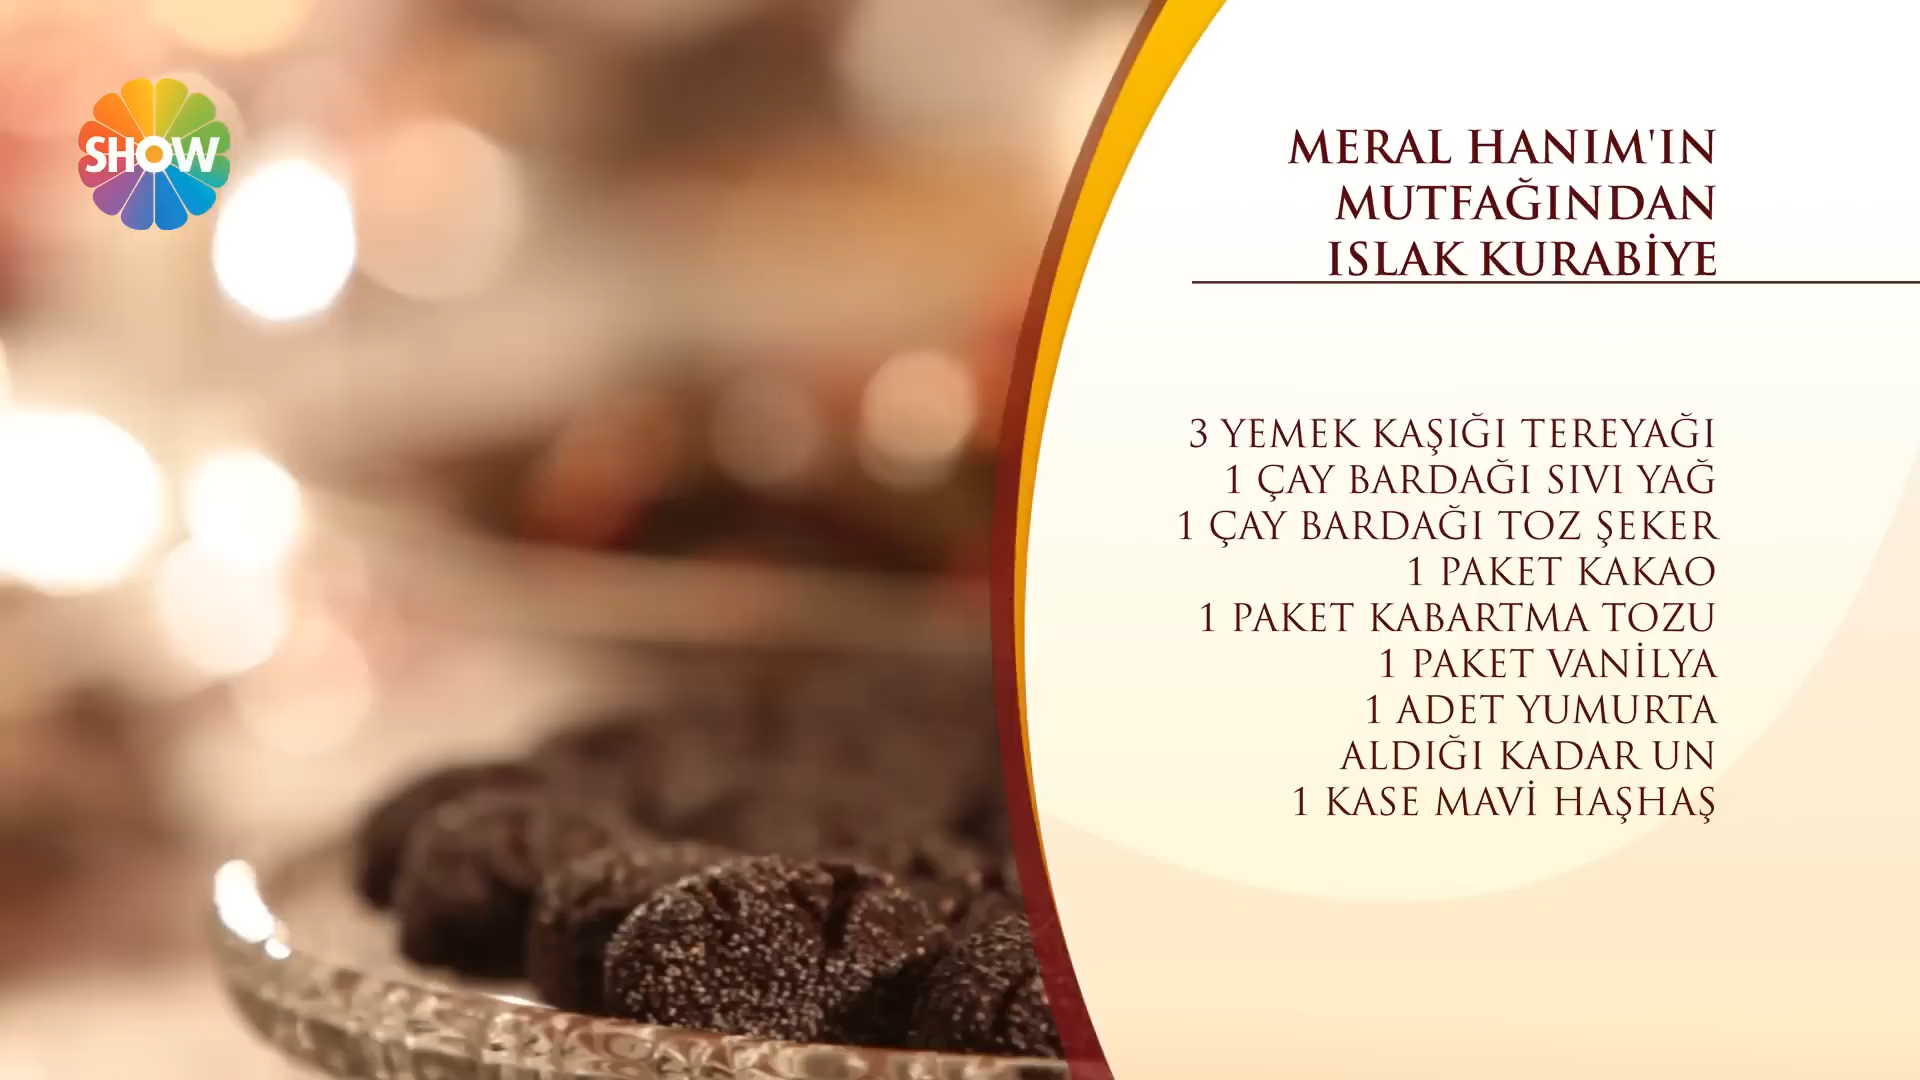 SHOW
MERAL HANIM'IN
MUTFAĞINDAN
ISLAK KURABİYE
3 YEMEK KAŞIĞI TEREYAĞI
1 ÇAY BARDAĞI SIVI YAĞ
1 ÇAY BARDAĞI TOZ ŞEKER
1 PAKET KAKAO
1 PAKET KABARTMA TOZU
1 PAKET VANİLYA
1 ADET YUMURTA
ALDIĞI KADAR UN
1 KASE MAVİ HAŞHAŞ